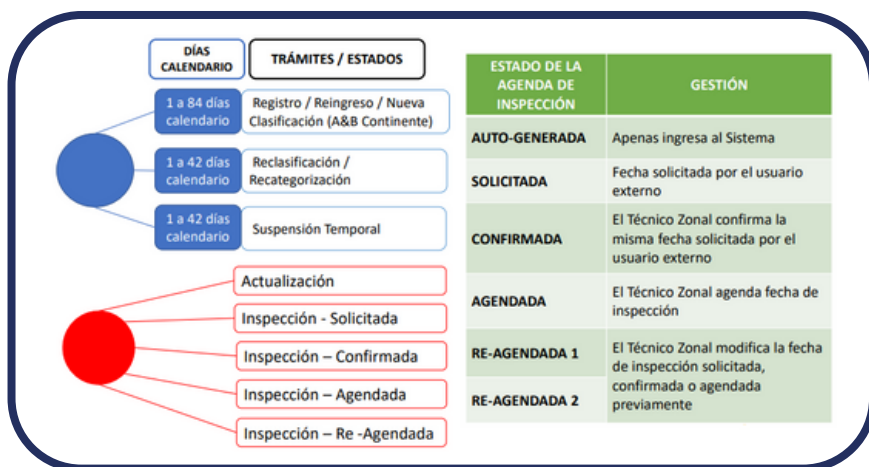 DÍAS
CALENDARIO
TRÁMITES / ESTADOS
1 a 84 días
calendario
Registro / Reingreso / Nueva
Clasificación (A&B Continente)
1 a 42 días
calendario
Reclasificación /
Recategorización
1 a 42 días
calendario
Suspensión Temporal
Actualización
Inspección - Solicitada
Inspección – Confirmada
Inspección – Agendada
Inspección – Re -Agendada
ESTADO DE LA
AGENDA DE
INSPECCIÓN
GESTIÓN
AUTO-GENERADA
Apenas ingresa al Sistema
SOLICITADA
Fecha solicitada por el usuario
externo
CONFIRMADA
El Técnico Zonal confirma la
misma fecha solicitada por el
usuario externo
AGENDADA
El Técnico Zonal agenda fecha de
inspección
RE-AGENDADA 1
RE-AGENDADA 2
El Técnico Zonal modifica la fecha
de inspección solicitada,
confirmada o agendada
previamente